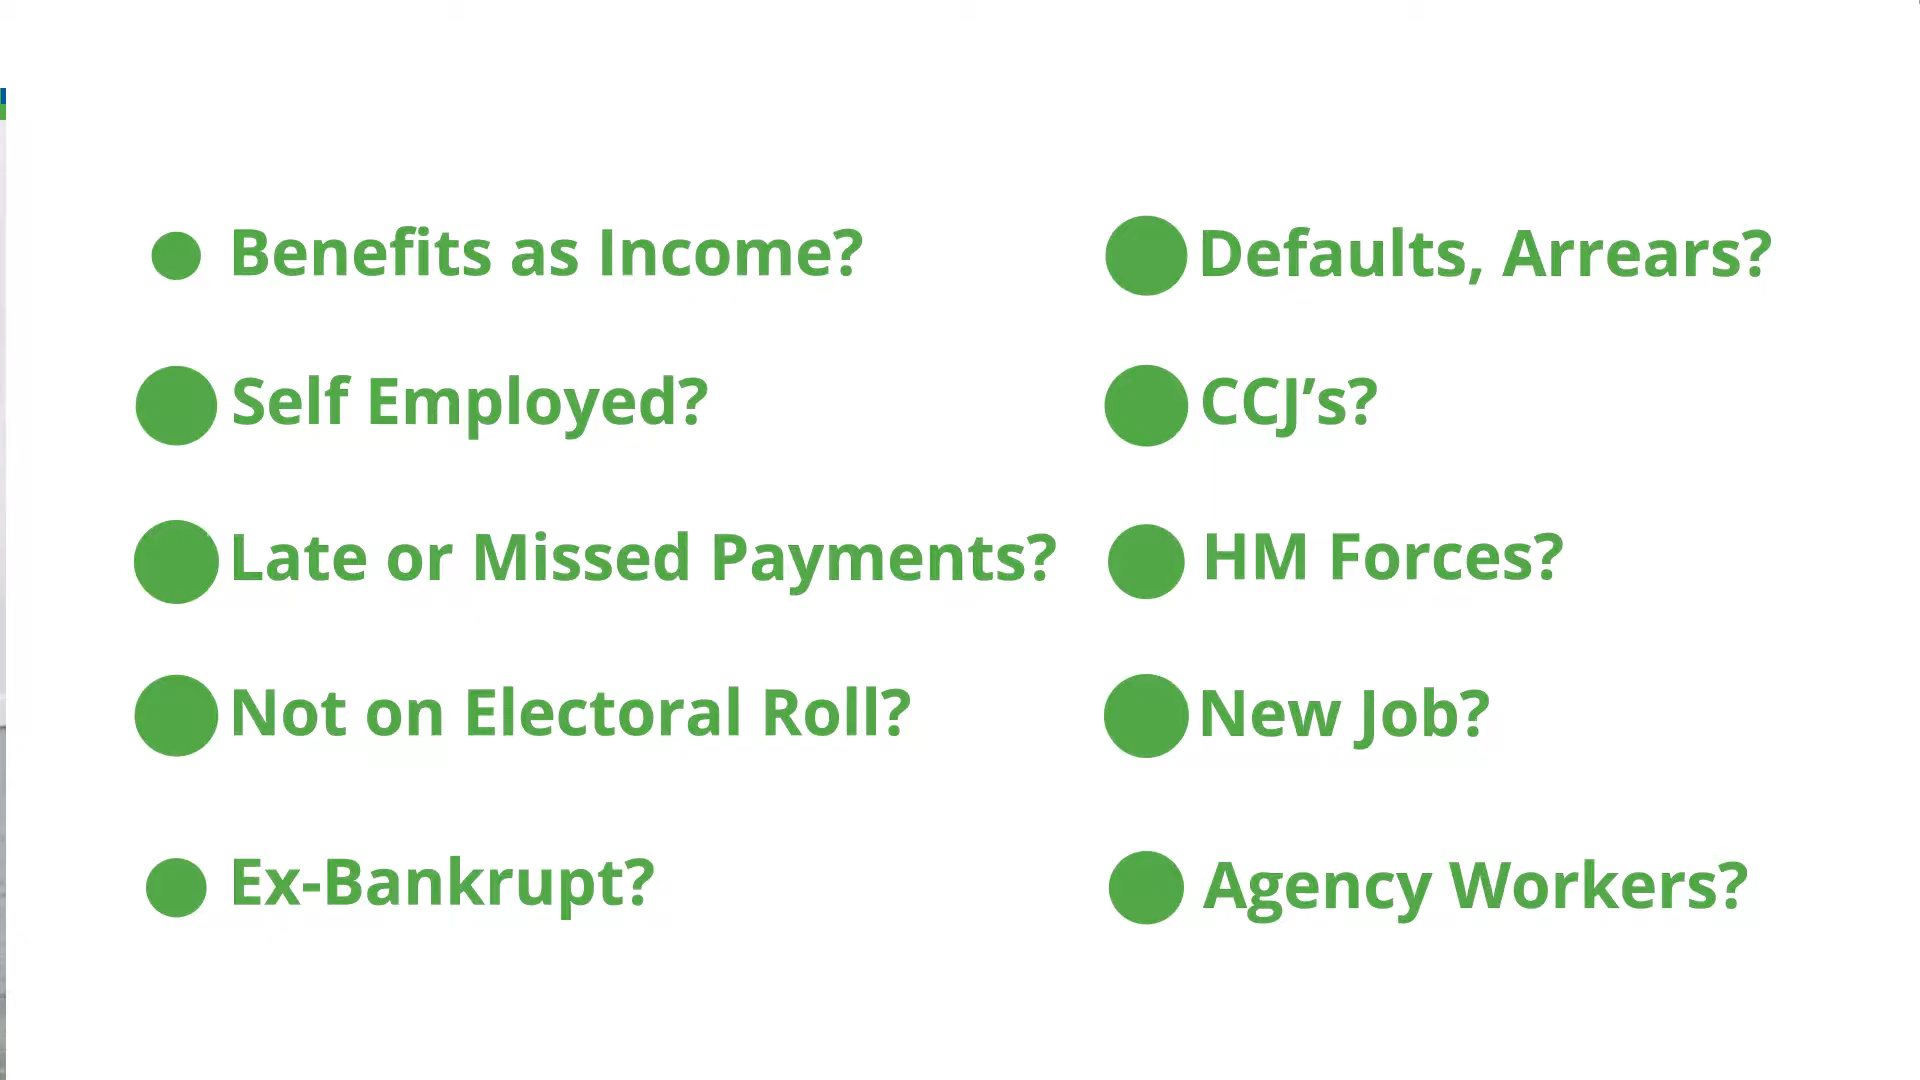 Benefits as Income?
Self Employed?
Late or Missed Payments?
Not on Electoral Roll?
Ex-Bankrupt?
Defaults, Arrears?
CCJ’s?
HM Forces?
New Job?
Agency Workers?